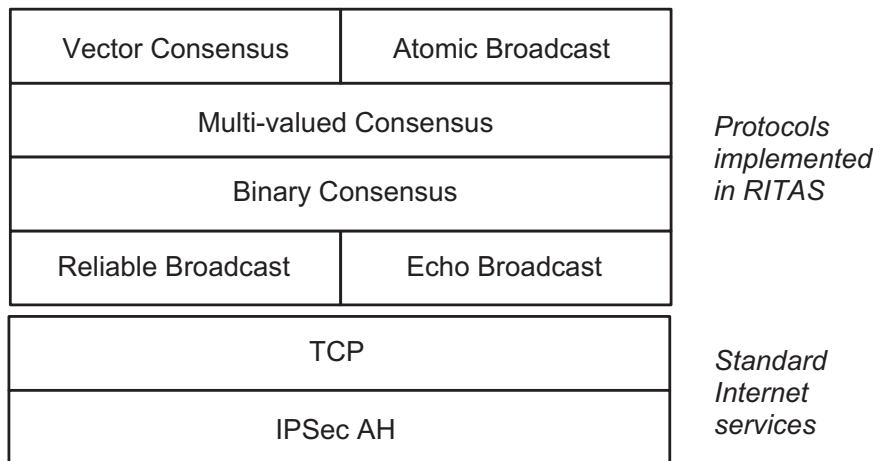 Vector Consensus
Atomic Broadcast
Multi-valued Consensus
Binary Consensus
Reliable Broadcast
Echo Broadcast
Protocols
implemented
in RITAS
TCP
IPSec AH
Standard
Internet
services